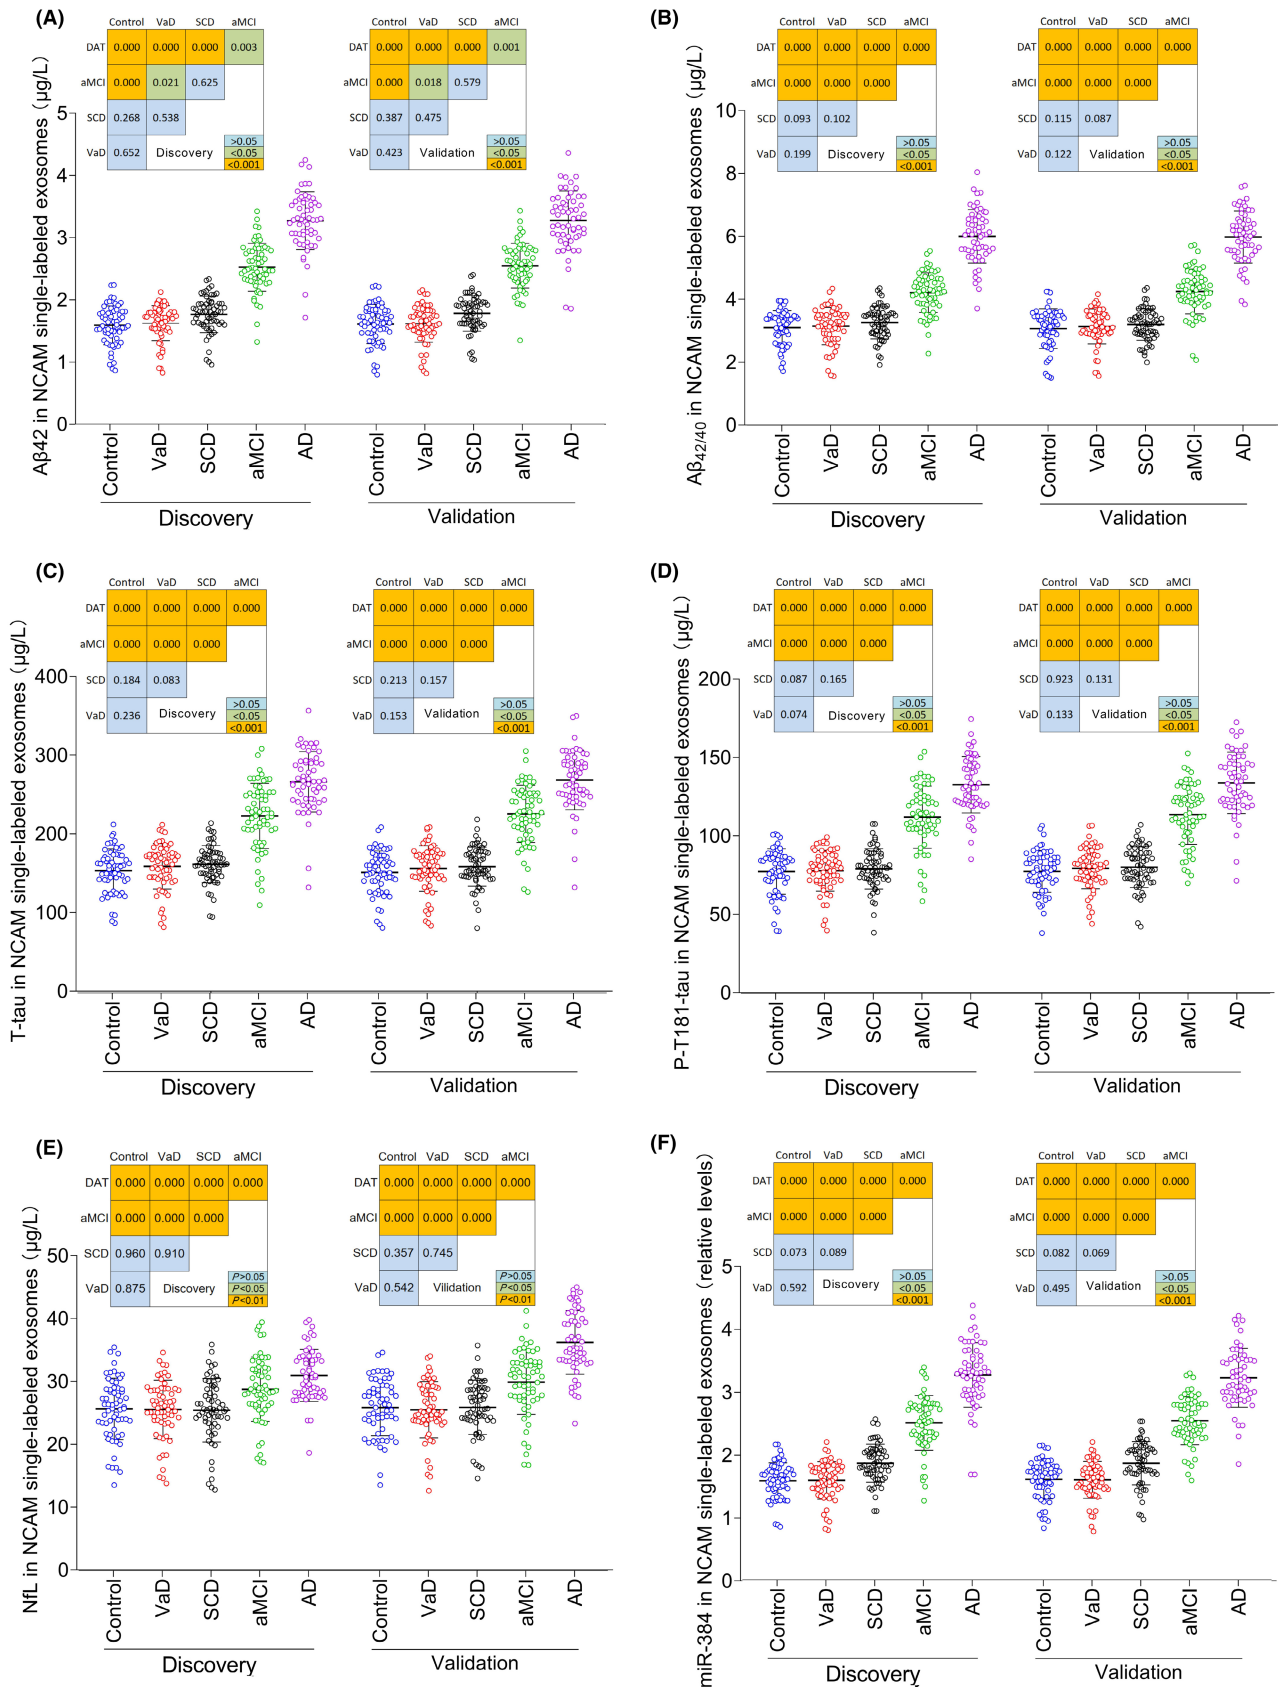 (A)
Control VaD SCD aMCI
DAT 0.000 0.000 0.000 0.003
aMCI 0.000 0.021 0.625
SCD 0.268 0.538
VaD 0.652 Discovery
>0.05
<0.05
<0.001
Control VaD SCD aMCI
0.000 0.000 0.000 0.001
0.000 0.018 0.579
0.387 0.475
0.423 Validation
>0.05
<0.05
<0.001
Aβ42 in NCAM single-labeled exosomes (μg/L)
5
4
3
2
1
0
Control VaD SCD aMCI AD
Discovery
Control VaD SCD aMCI AD
Validation
(B)
Control VaD SCD aMCI
DAT 0.000 0.000 0.000 0.000
aMCI 0.000 0.000 0.000
SCD 0.093 0.102
VaD 0.199 Discovery
>0.05
<0.05
<0.001
Control VaD SCD aMCI
DAT 0.000 0.000 0.000 0.000
aMCI 0.000 0.000 0.000
SCD 0.115 0.087
VaD 0.122 Validation
>0.05
<0.05
<0.001
Aβ42/40 in NCAM single-labeled exosomes (μg/L)
10
8
6
4
2
0
Control VaD SCD aMCI AD
Discovery
Control VaD SCD aMCI AD
Validation
(C)
Control VaD SCD aMCI
DAT 0.000 0.000 0.000 0.000
aMCI 0.000 0.000 0.000
SCD 0.184 0.083
VaD 0.236 Discovery
>0.05
<0.05
<0.001
Control VaD SCD aMCI
DAT 0.000 0.000 0.000 0.000
aMCI 0.000 0.000 0.000
SCD 0.213 0.157
VaD 0.153 Validation
>0.05
<0.05
<0.001
T-tau in NCAM single-labeled exosomes (μg/L)
400
300
200
100
0
Control VaD SCD aMCI AD
Discovery
Control VaD SCD aMCI AD
Validation
(D)
Control VaD SCD aMCI
DAT 0.000 0.000 0.000 0.000
aMCI 0.000 0.000 0.000
SCD 0.087 0.165
VaD 0.074 Discovery
>0.05
<0.05
<0.001
Control VaD SCD aMCI
DAT 0.000 0.000 0.000 0.000
aMCI 0.000 0.000 0.000
SCD 0.923 0.131
VaD 0.133 Validation
>0.05
<0.05
<0.001
P-T181-tau in NCAM single-labeled exosomes (μg/L)
200
150
100
50
0
Control VaD SCD aMCI AD
Discovery
Control VaD SCD aMCI AD
Validation
(E)
Control VaD SCD aMCI
DAT 0.000 0.000 0.000 0.000
aMCI 0.000 0.000 0.000
SCD 0.960 0.910
VaD 0.875 Discovery
P>0.05
P<0.05
P<0.01
Control VaD SCD aMCI
DAT 0.000 0.000 0.000 0.000
aMCI 0.000 0.000 0.000
SCD 0.357 0.745
VaD 0.542 Vilidation
P>0.05
P<0.05
P<0.01
NfL in NCAM single-labeled exosomes (μg/L)
50
40
30
20
10
0
Control VaD SCD aMCI AD
Discovery
Control VaD SCD aMCI AD
Validation
(F)
Control VaD SCD aMCI
DAT 0.000 0.000 0.000 0.000
aMCI 0.000 0.000 0.000
SCD 0.073 0.089
VaD 0.592 Discovery
>0.05
<0.05
<0.001
Control VaD SCD aMCI
DAT 0.000 0.000 0.000 0.000
aMCI 0.000 0.000 0.000
SCD 0.082 0.069
VaD 0.495 Validation
>0.05
<0.05
<0.001
miR-384 in NCAM single-labeled exosomes (relative levels)
5
4
3
2
1
0
Control VaD SCD aMCI AD
Discovery
Control VaD SCD aMCI AD
Validation